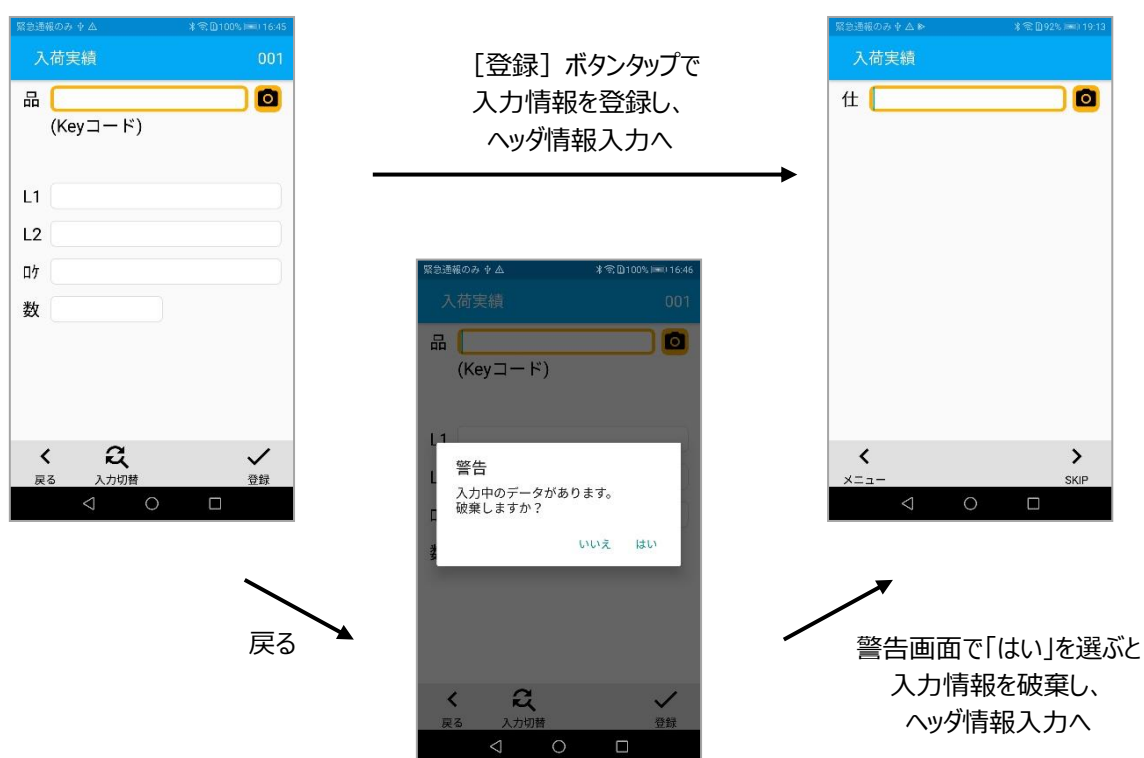 緊急通報のみ 100% 16:45
入荷実績 001
品
(Keyコード)
L1
L2
ﾛｹ
数
戻る 入力切替 登録
［登録］ボタンタップで
入力情報を登録し、
ヘッダ情報入力へ
緊急通報のみ 92% 19:13
入荷実績
仕
メニュー SKIP
戻る
緊急通報のみ 100% 16:46
入荷実績 001
品
(Keyコード)
L1
警告
入力中のデータがあります。
破棄しますか？
いいえ はい
戻る 入力切替 登録
警告画面で「はい」を選ぶと
入力情報を破棄し、
ヘッダ情報入力へ